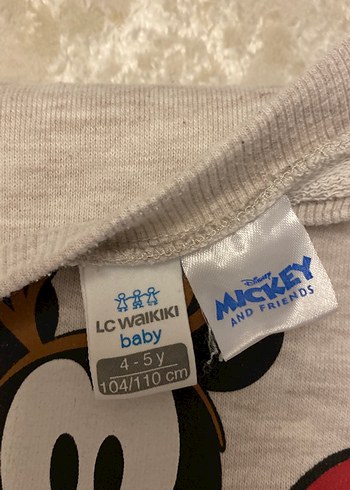 LC WAIKIKI
baby
4 - 5 y
104/110 cm
Disney
MICKEY
AND FRIENDS